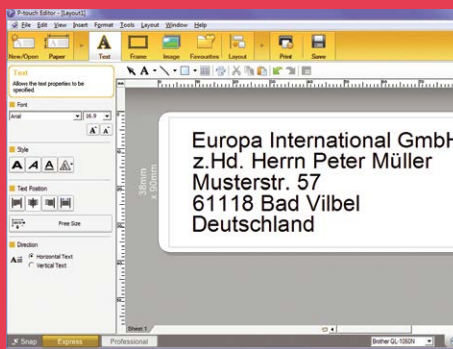 P-touch Editor - [Layout1]
File Edit View Insert Format Tools Layout Window Help
New/Open Paper Text Frame Image Favourites Layout Print Save
Text
Allows the text properties to be
specified.
Font
Arial 16.9
A A
Style
A A A A
Text Position
Free Size
Direction
Horizontal Text
Vertical Text
38mm
x 90mm
Europa International GmbH
z.Hd. Herrn Peter Müller
Musterstr. 57
61118 Bad Vilbel
Deutschland
Sheet 1
Snap Express Professional
Brother QL-1060N